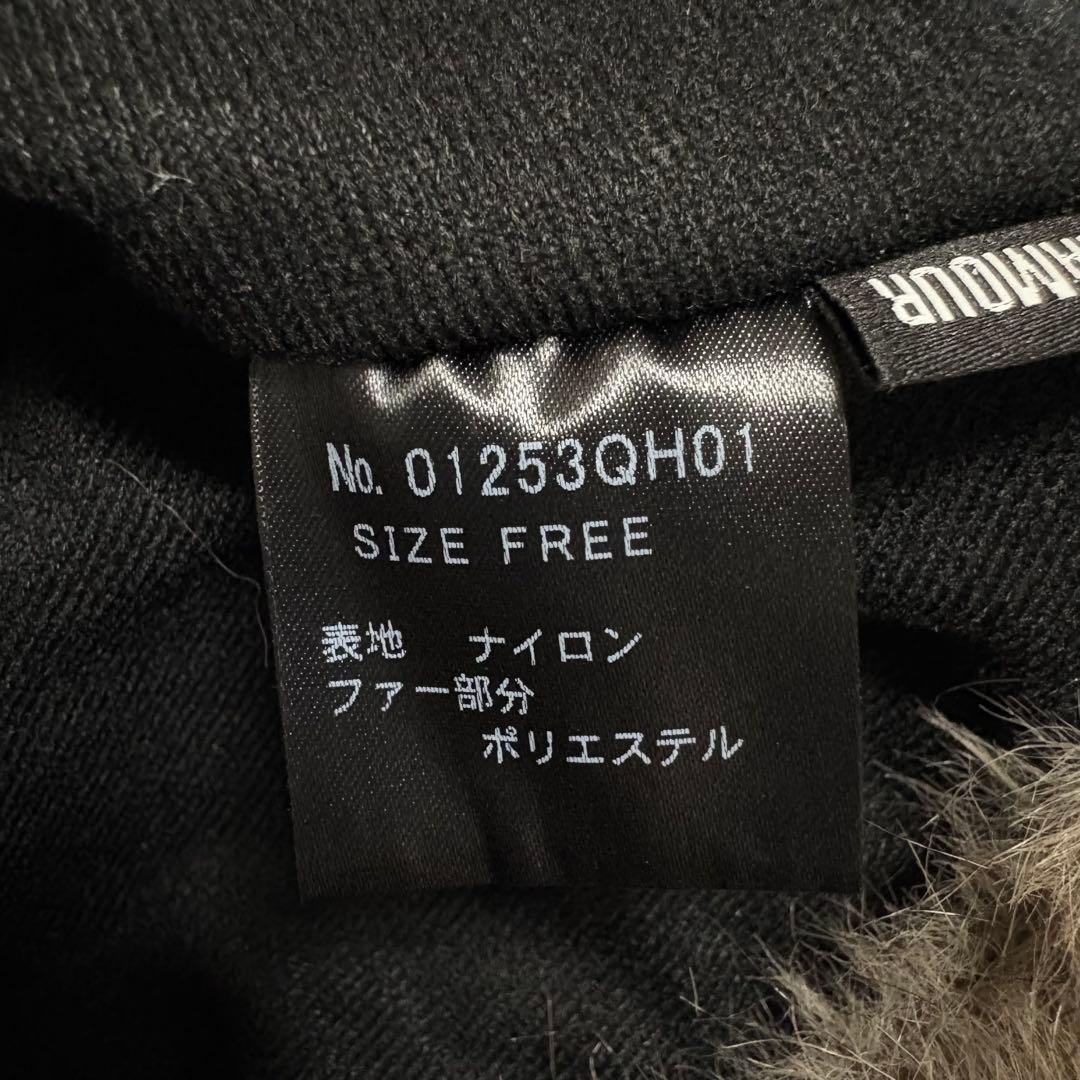 AMOUR
No. 01253QH01
SIZE FREE
表地 ナイロン
ファー部分
ポリエステル